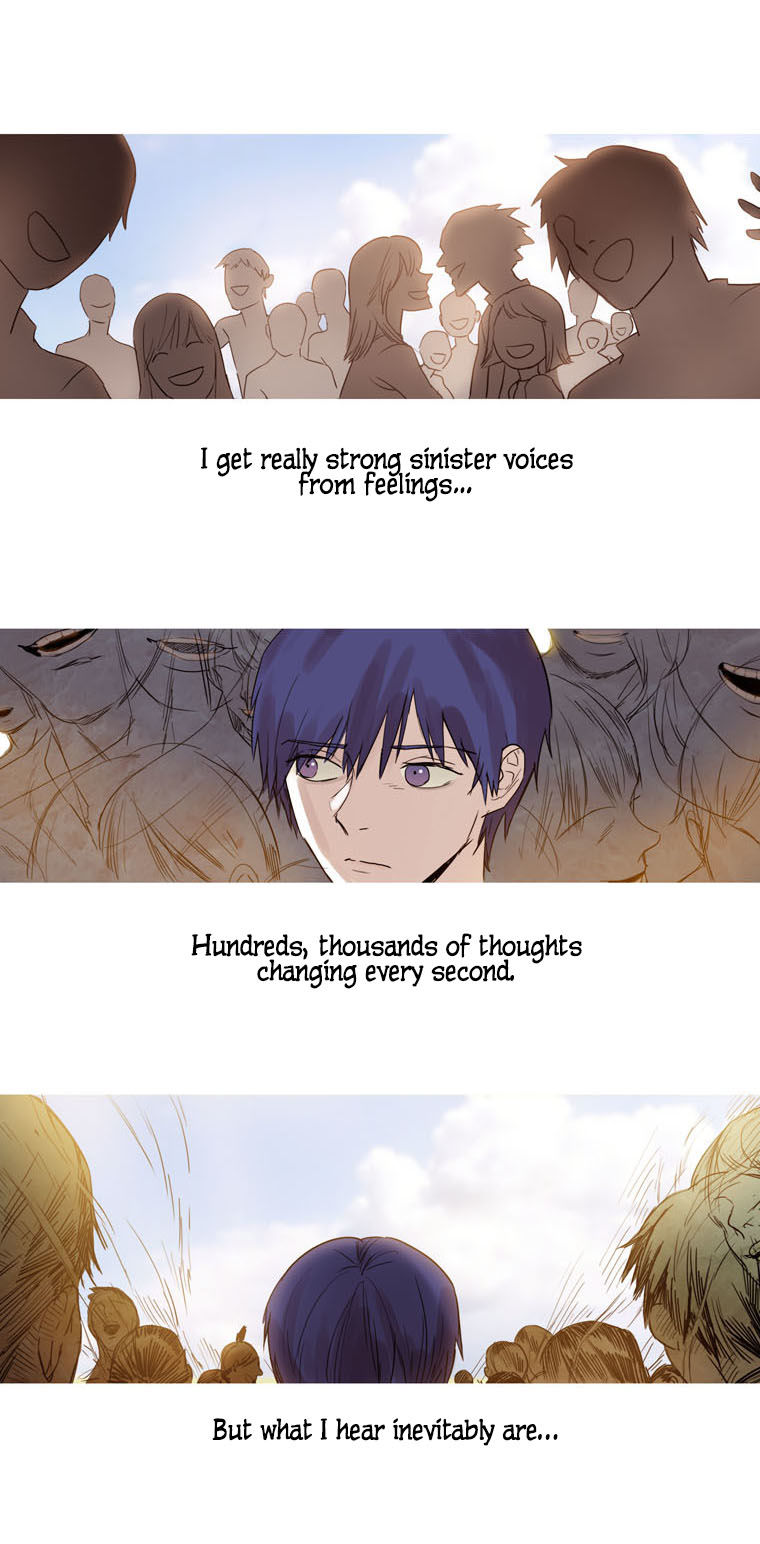 I get really strong sinister voices
from feelings...
Hundreds, thousands of thoughts
changing every second.
But what I hear inevitably are...